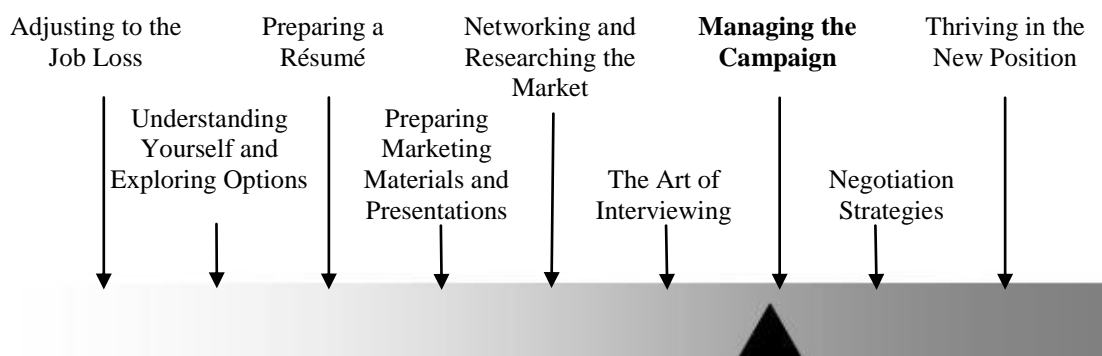 Adjusting to the
Job Loss
Understanding
Yourself and
Exploring Options
Preparing a
Résumé
Preparing
Marketing
Materials and
Presentations
Networking and
Researching the
Market
The Art of
Interviewing
Managing the
Campaign
Negotiation
Strategies
Thriving in the
New Position